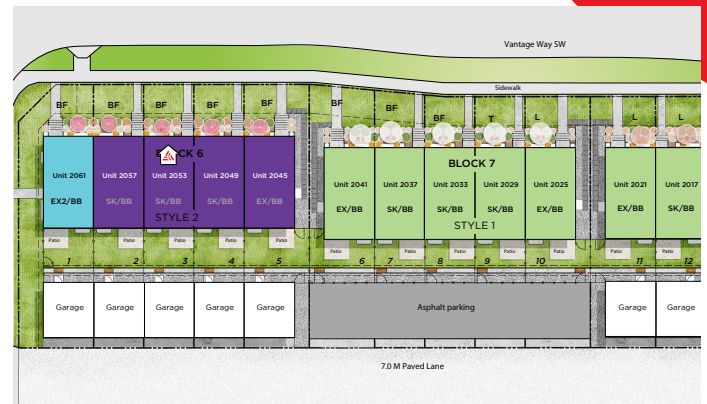 Vantage Way SW
Sidewalk
BF BF BF BF BF BF BF BF T L L L
BLOCK 6
BLOCK 7
Unit 2061 Unit 2057 Unit 2053 Unit 2049 Unit 2045 Unit 2041 Unit 2037 Unit 2033 Unit 2029 Unit 2025 Unit 2021 Unit 2017
EX2/BB SK/BB SK/BB SK/BB EX/BB EX/BB SK/BB SK/BB SK/BB EX/BB EX/BB SK/BB
STYLE 2
STYLE 1
Patio Patio Patio Patio Patio Patio Patio Patio Patio Patio Patio Patio
1 2 3 4 5 6 7 8 9 10 11 12
Garage Garage Garage Garage Garage Asphalt parking Garage Garage
7.0 M Paved Lane